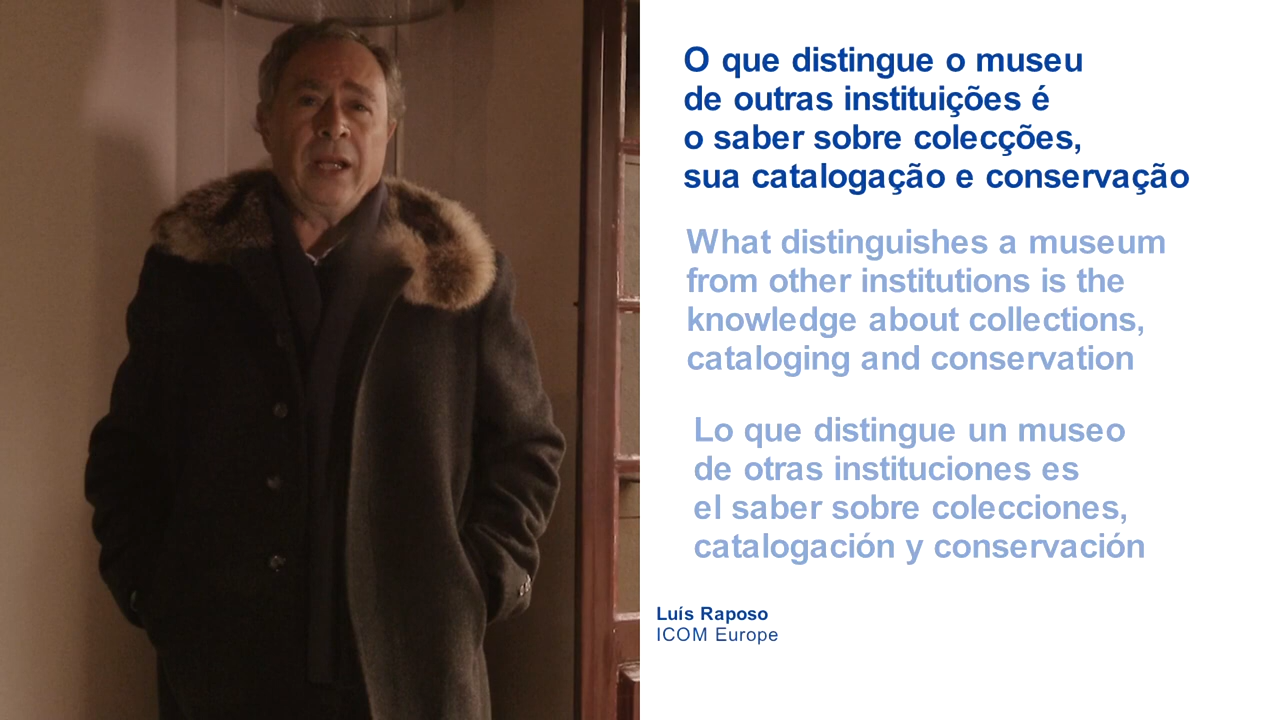 O que distingue o museu
de outras instituições é
o saber sobre colecções,
sua catalogação e conservação
What distinguishes a museum
from other institutions is the
knowledge about collections,
cataloging and conservation
Lo que distingue un museo
de otras instituciones es
el saber sobre colecciones,
catalogación y conservación
Luís Raposo
ICOM Europe